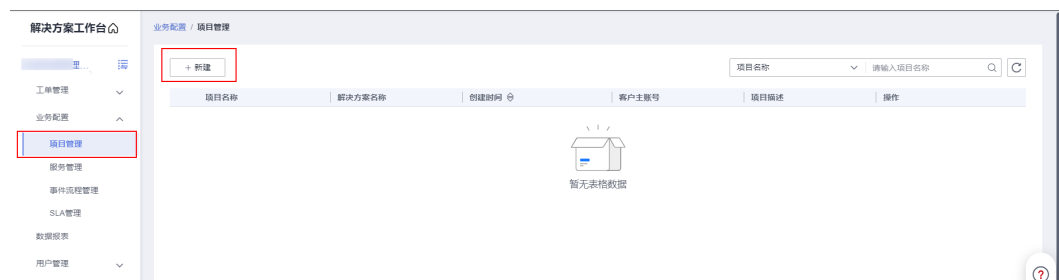 解决方案工作台
业务配置 / 项目管理
理...
+ 新建
项目名称
请输入项目名称
工单管理
项目名称
解决方案名称
创建时间
客户主账号
项目描述
操作
业务配置
项目管理
服务管理
事件流程管理
SLA管理
数据报表
用户管理
暂无表格数据
?